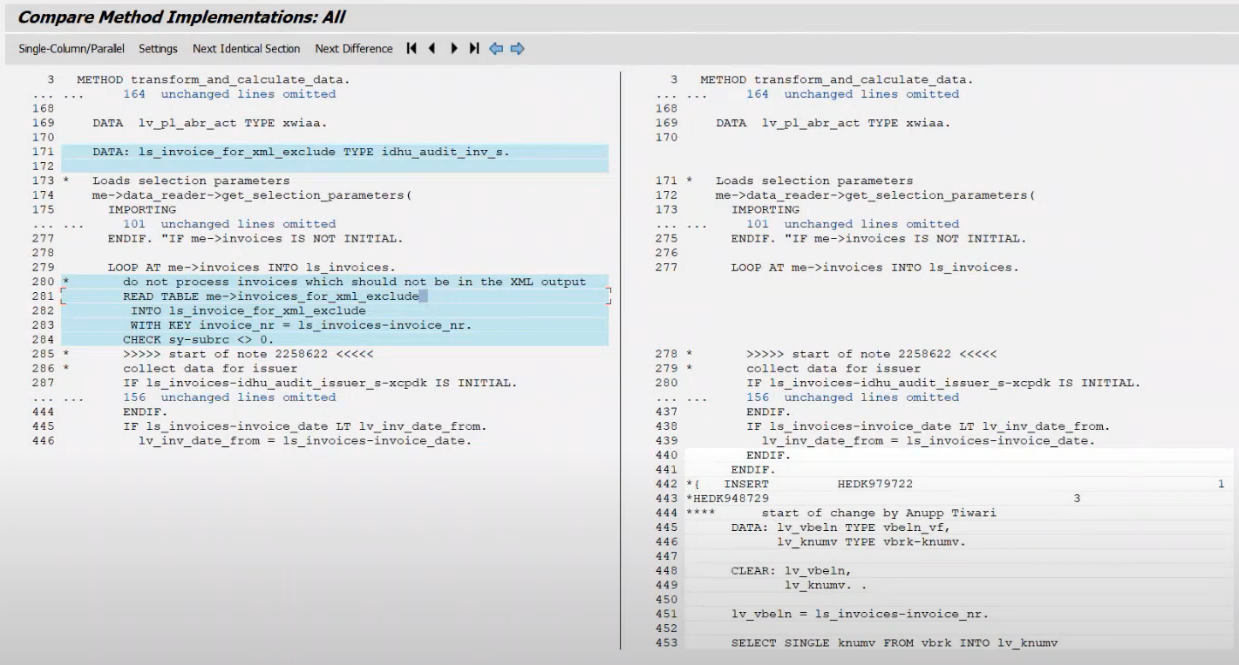 Compare Method Implementations: All
Single-Column/Parallel Settings Next Identical Section Next Difference
3 METHOD transform_and_calculate_data.
... ... 164 unchanged lines omitted
168
169 DATA lv_pl_abr_act TYPE xwiaa.
170
171 DATA: ls_invoice_for_xml_exclude TYPE idhu_audit_inv_s.
172
173 * Loads selection parameters
174 me->data_reader->get_selection_parameters(
175 IMPORTING
... ... 101 unchanged lines omitted
277 ENDIF. "IF me->invoices IS NOT INITIAL.
278
279 LOOP AT me->invoices INTO ls_invoices.
280 * do not process invoices which should not be in the XML output
281 READ TABLE me->invoices_for_xml_exclude
282 INTO ls_invoice_for_xml_exclude
283 WITH KEY invoice_nr = ls_invoices-invoice_nr.
284 CHECK sy-subrc <> 0.
285 * >>>>> start of note 2258622 <<<<<
286 * collect data for issuer
287 IF ls_invoices-idhu_audit_issuer_s-xcpdk IS INITIAL.
... ... 156 unchanged lines omitted
444 ENDIF.
445 IF ls_invoices-invoice_date LT lv_inv_date_from.
446 lv_inv_date_from = ls_invoices-invoice_date.
3 METHOD transform_and_calculate_data.
... ... 164 unchanged lines omitted
168
169 DATA lv_pl_abr_act TYPE xwiaa.
170
171 * Loads selection parameters
172 me->data_reader->get_selection_parameters(
173 IMPORTING
... ... 101 unchanged lines omitted
275 ENDIF. "IF me->invoices IS NOT INITIAL.
276
277 LOOP AT me->invoices INTO ls_invoices.
278 * >>>>> start of note 2258622 <<<<<
279 * collect data for issuer
280 IF ls_invoices-idhu_audit_issuer_s-xcpdk IS INITIAL.
... ... 156 unchanged lines omitted
437 ENDIF.
438 IF ls_invoices-invoice_date LT lv_inv_date_from.
439 lv_inv_date_from = ls_invoices-invoice_date.
440 ENDIF.
441 ENDIF.
442 *{ INSERT HEDK979722 1
443 *HEDK948729 3
444 **** start of change by Anupp Tiwari
445 DATA: lv_vbeln TYPE vbeln_vf,
446 lv_knumv TYPE vbrk-knumv.
447
448 CLEAR: lv_vbeln,
449 lv_knumv. .
450
451 lv_vbeln = ls_invoices-invoice_nr.
452
453 SELECT SINGLE knumv FROM vbrk INTO lv_knumv